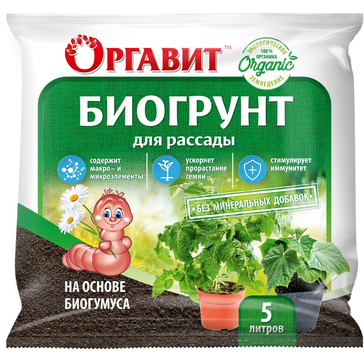 ОРГАВИТ™
ЭКОЛОГИЧЕСКОЕ
100 %
ОРГАНИКА
Organic
ЗЕМЛЕДЕЛИЕ
БИОГРУНТ
для рассады
содержит
макро– и
микроэлементы
ускоряет
прорастание
семян
стимулирует
иммунитет
БЕЗ МИНЕРАЛЬНЫХ ДОБАВОК
НА ОСНОВЕ
БИОГУМУСА
5
ЛИТРОВ